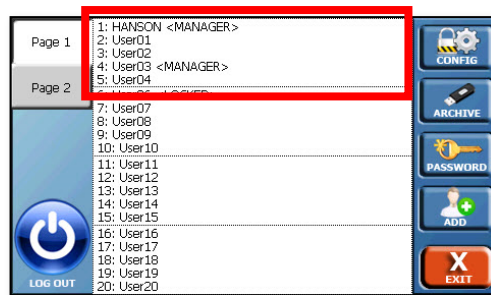 Page 1
Page 2
LOG OUT
1: HANSON <MANAGER>
2: User01
3: User02
4: User03 <MANAGER>
5: User04
7: User07
8: User08
9: User09
10: User10
11: User11
12: User12
13: User13
14: User14
15: User15
16: User16
17: User17
18: User18
19: User19
20: User20
CONFIG
ARCHIVE
PASSWORD
ADD
X
EXIT